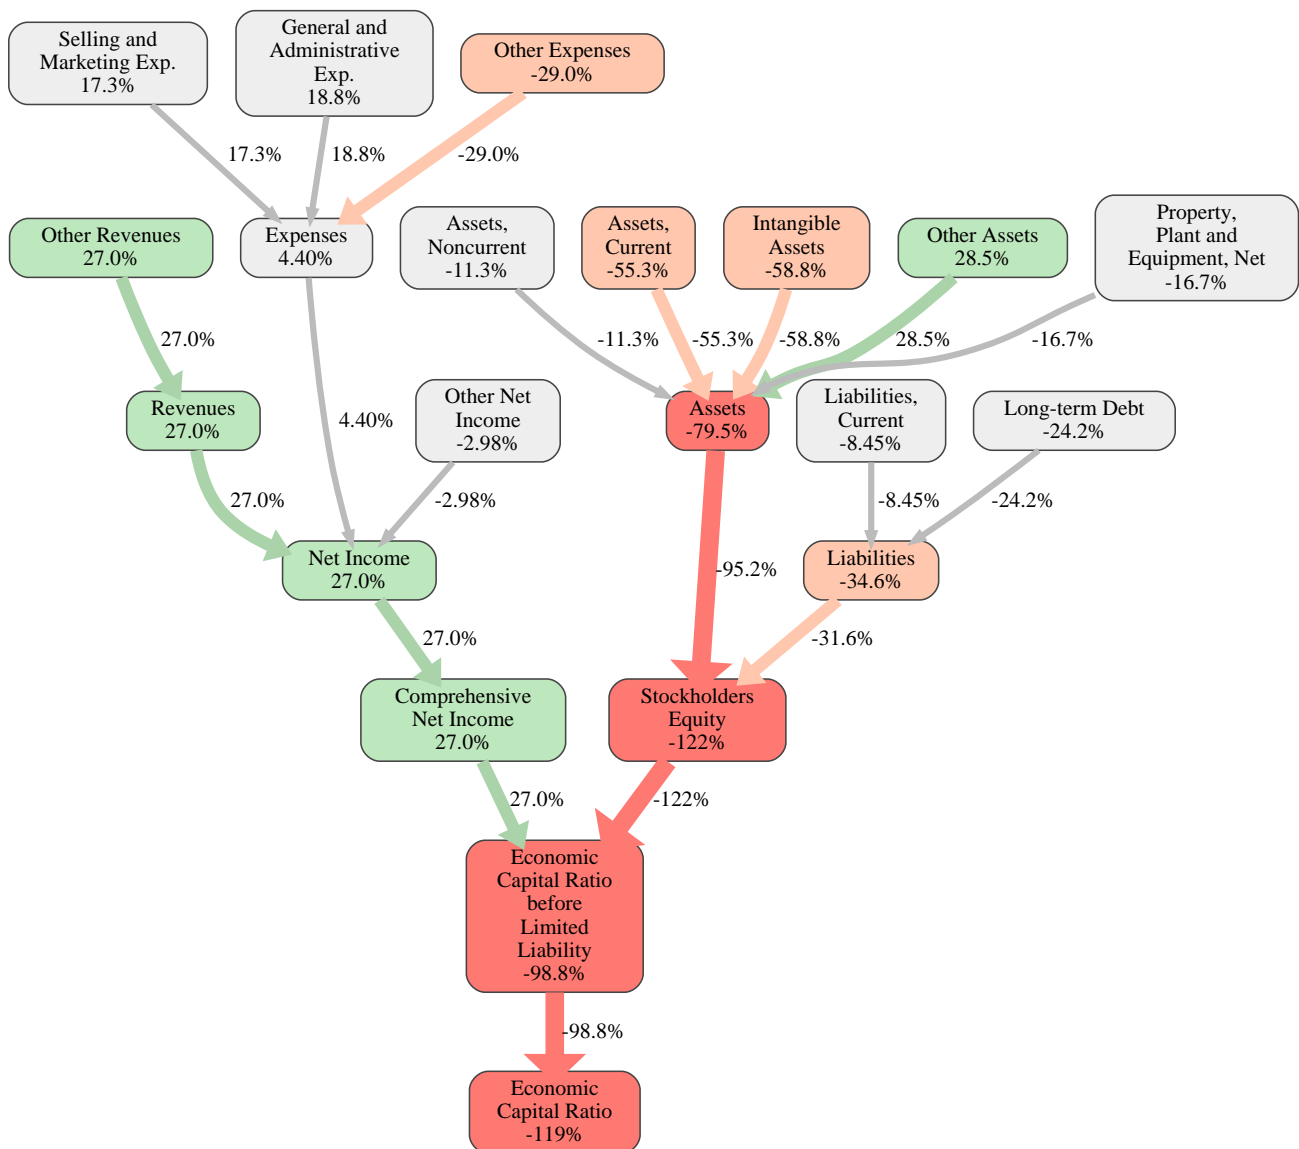 Selling and
Marketing Exp.
17.3%
General and
Administrative
Exp.
18.8%
Other Expenses
-29.0%
17.3%
18.8%
-29.0%
Other Revenues
27.0%
Expenses
4.40%
Assets,
Noncurrent
-11.3%
Assets,
Current
-55.3%
Intangible
Assets
-58.8%
Other Assets
28.5%
Property,
Plant and
Equipment, Net
-16.7%
27.0%
-11.3%
-55.3%
-58.8%
28.5%
-16.7%
Revenues
27.0%
4.40%
Other Net
Income
-2.98%
Assets
-79.5%
Liabilities,
Current
-8.45%
Long-term Debt
-24.2%
27.0%
-2.98%
-8.45%
-24.2%
Net Income
27.0%
-95.2%
Liabilities
-34.6%
27.0%
-31.6%
Comprehensive
Net Income
27.0%
Stockholders
Equity
-122%
27.0%
-122%
Economic
Capital Ratio
before
Limited
Liability
-98.8%
-98.8%
Economic
Capital Ratio
-119%